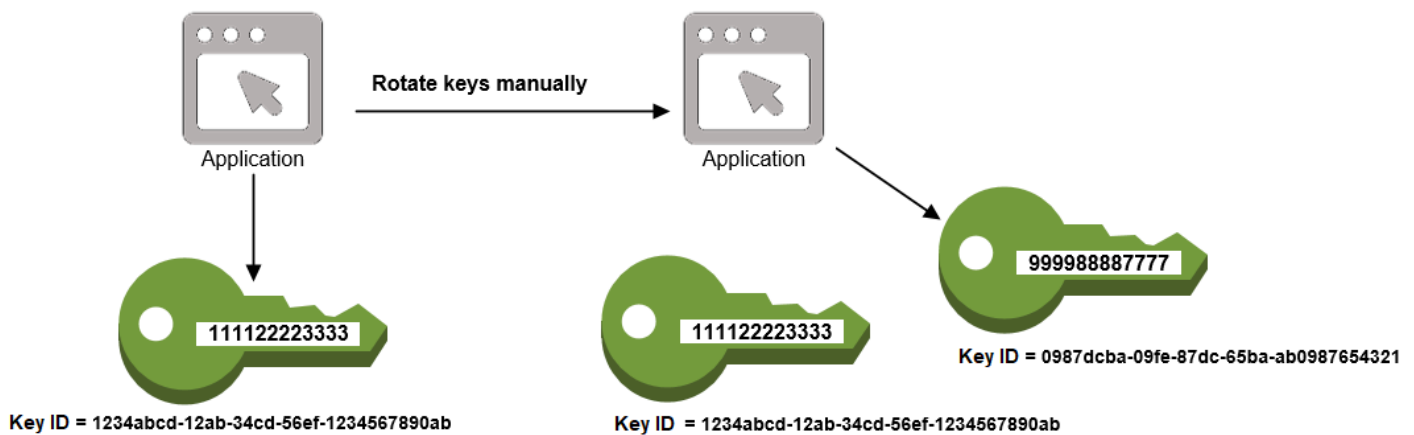 Rotate keys manually
Application
Application
999988887777
111122223333
111122223333
Key ID = 0987dcba-09fe-87dc-65ba-ab0987654321
Key ID = 1234abcd-12ab-34cd-56ef-1234567890ab
Key ID = 1234abcd-12ab-34cd-56ef-1234567890ab